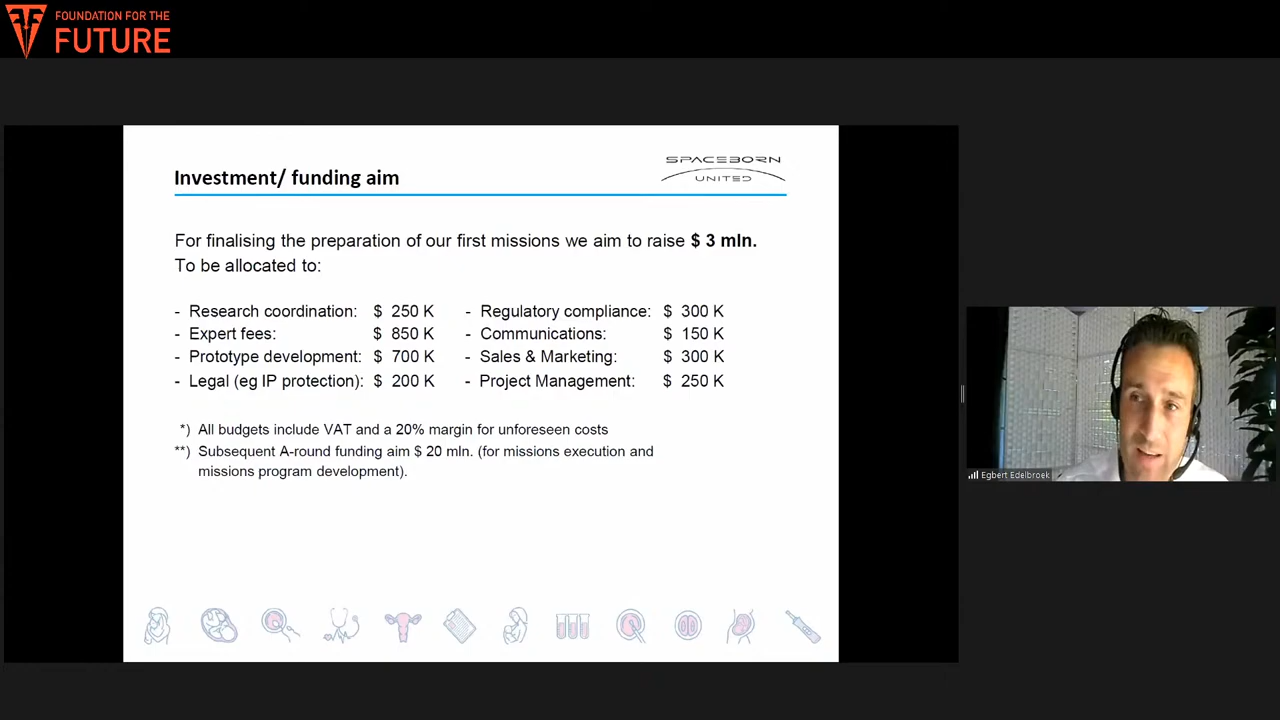 FOUNDATION FOR THE
FUTURE
SPACEBORN
UNITED
Investment/ funding aim
For finalising the preparation of our first missions we aim to raise $ 3 mln.
To be allocated to:
- Research coordination: $ 250 K - Regulatory compliance: $ 300 K
- Expert fees: $ 850 K - Communications: $ 150 K
- Prototype development: $ 700 K - Sales & Marketing: $ 300 K
- Legal (eg IP protection): $ 200 K - Project Management: $ 250 K
*) All budgets include VAT and a 20% margin for unforeseen costs
**) Subsequent A-round funding aim $ 20 mln. (for missions execution and
missions program development).
Egbert Edelbroek